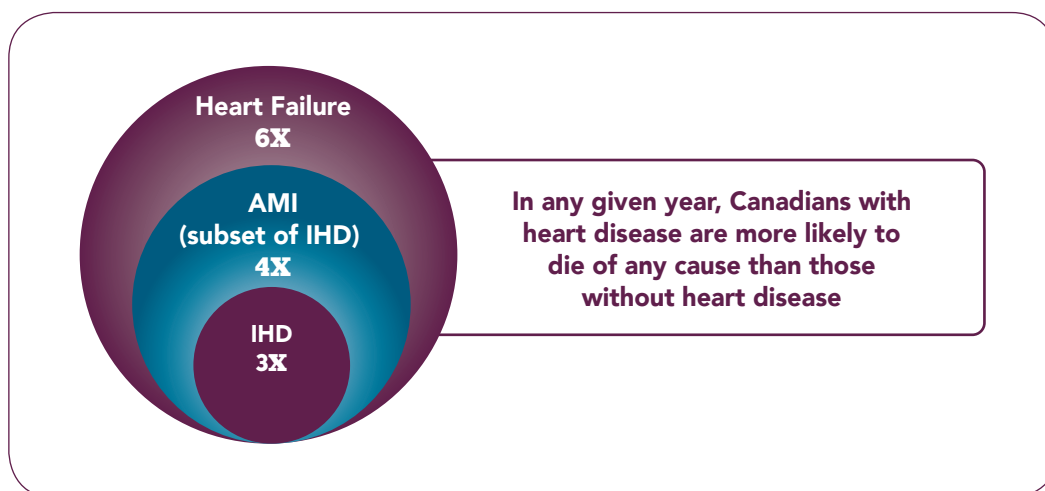 Heart Failure
6X
AMI
(subset of IHD)
4X
IHD
3X
In any given year, Canadians with
heart disease are more likely to
die of any cause than those
without heart disease